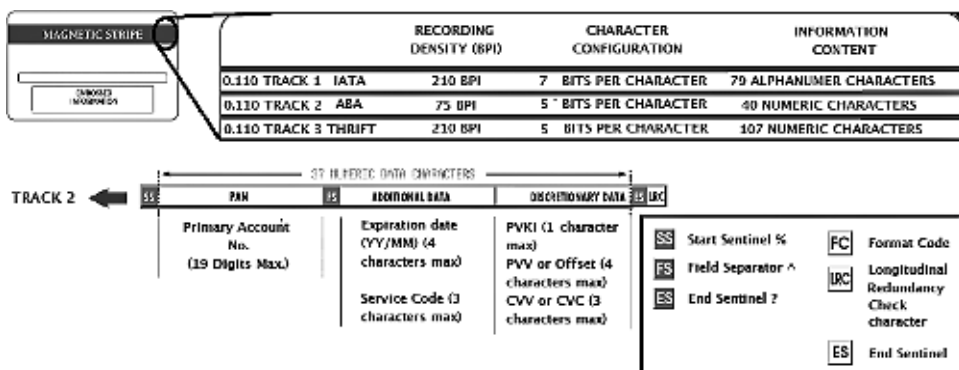 MAGNETIC STRIPE
EMBOSSED
INFORMATION
RECORDING DENSITY (BPI)
CHARACTER CONFIGURATION
INFORMATION CONTENT
0.110 TRACK 1 IATA 210 BPI 7 BITS PER CHARACTER 79 ALPHANUMER CHARACTERS
0.110 TRACK 2 ABA 75 BPI 5 BITS PER CHARACTER 40 NUMERIC CHARACTERS
0.110 TRACK 3 THRIFT 210 BPI 5 BITS PER CHARACTER 107 NUMERIC CHARACTERS
37 NUMERIC DATA CHARACTERS
TRACK 2 SS PAN FS ADDITIONAL DATA DISCRETIONARY DATA ES LRC
Primary Account
No.
(19 Digits Max.)
Expiration date
(YY/MM) (4
characters max)
Service Code (3
characters max)
PVKI (1 character
max)
PVV or Offset (4
characters max)
CVV or CVC (3
characters max)
SS Start Sentinel %
FS Field Separator ^
ES End Sentinel ?
FC Format Code
LRC Longitudinal
Redundancy
Check
character
ES End Sentinel